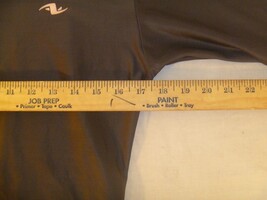 11 12 13 14 15 16 17 18 19 20 21 22
JOB PREP PAINT
• Primer • Tape • Caulk • Brush • Roller • Tray